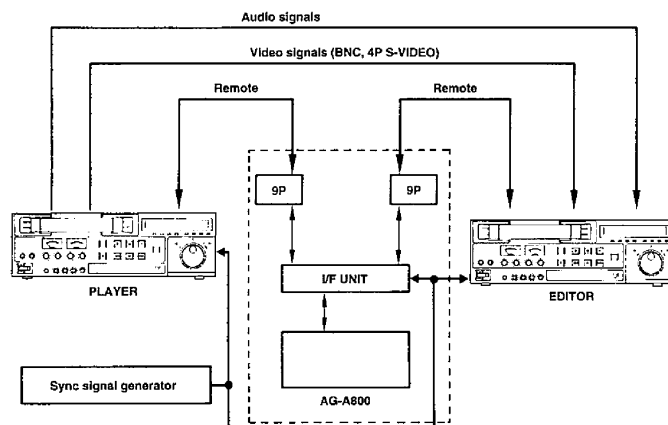 Audio signals
Video signals (BNC, 4P S-VIDEO)
Remote
Remote
9P
9P
I/F UNIT
PLAYER
EDITOR
Sync signal generator
AG-A800